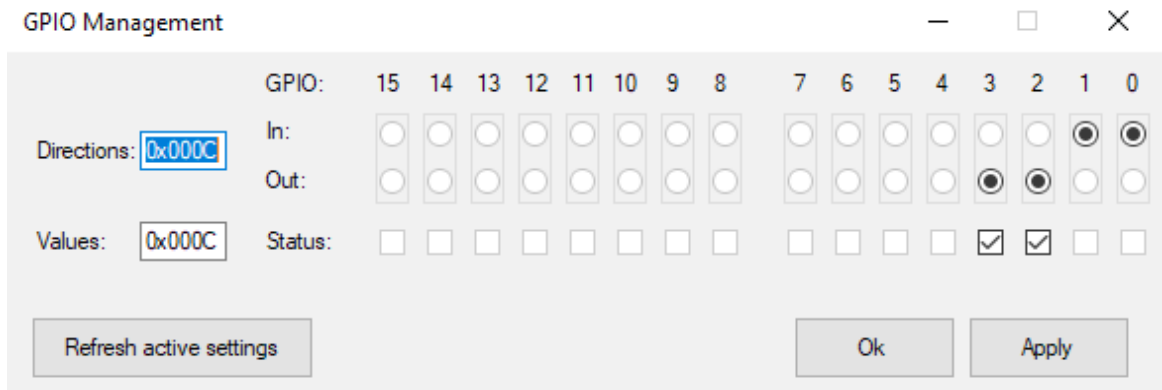 GPIO Management
GPIO: 15 14 13 12 11 10 9 8 7 6 5 4 3 2 1 0
In:
Directions: 0x000C
Out:
Values: 0x000C Status:
Refresh active settings Ok Apply